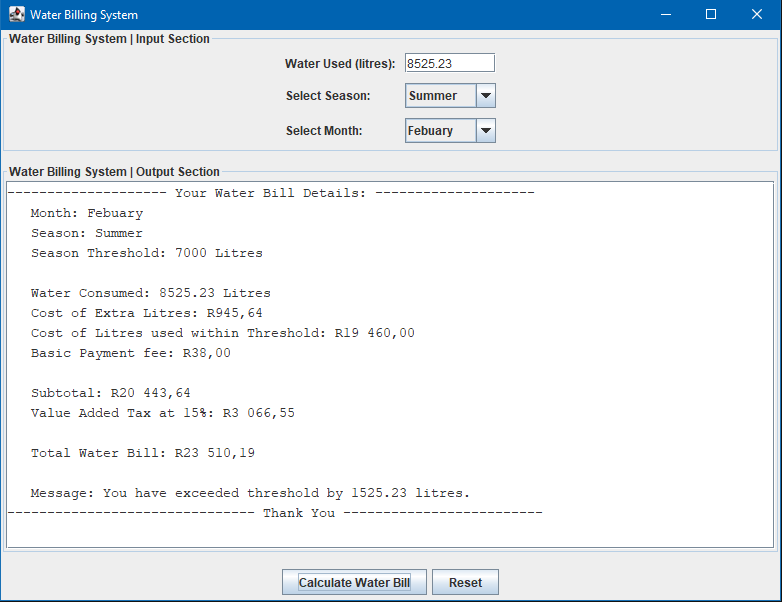 Water Billing System
Water Billing System | Input Section
Water Used (litres): 8525.23
Select Season: Summer
Select Month: Febuary
Water Billing System | Output Section
-------------------- Your Water Bill Details: --------------------
Month: Febuary
Season: Summer
Season Threshold: 7000 Litres
Water Consumed: 8525.23 Litres
Cost of Extra Litres: R945,64
Cost of Litres used within Threshold: R19 460,00
Basic Payment fee: R38,00
Subtotal: R20 443,64
Value Added Tax at 15%: R3 066,55
Total Water Bill: R23 510,19
Message: You have exceeded threshold by 1525.23 litres.
------------------------------- Thank You -------------------------
Calculate Water Bill Reset